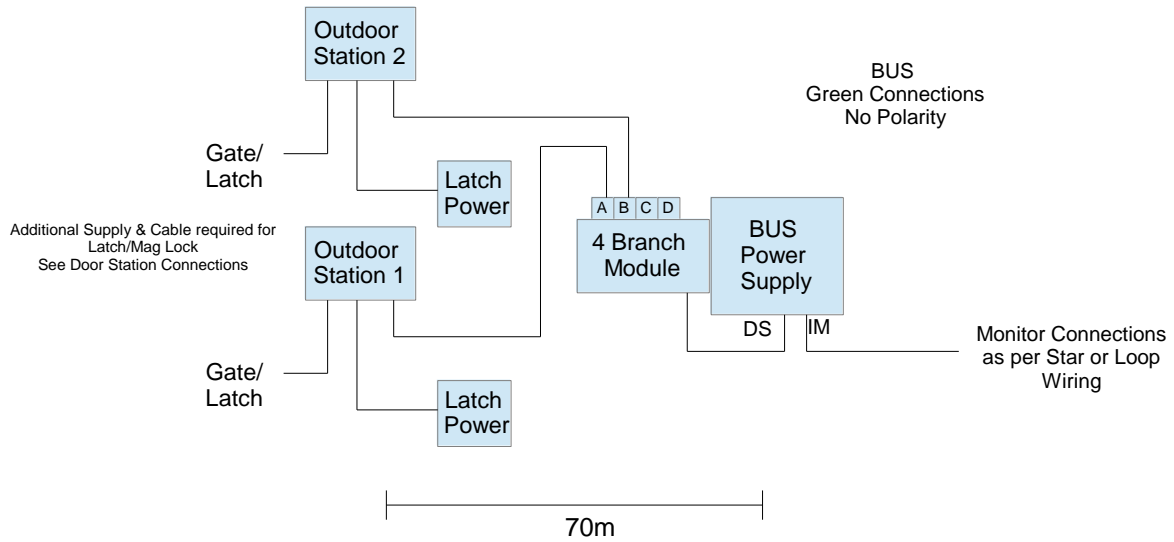 Outdoor
Station 2
BUS
Green Connections
No Polarity
Gate/
Latch
Latch
Power
A B C D
4 Branch
Module
BUS
Power
Supply
Additional Supply & Cable required for
Latch/Mag Lock
See Door Station Connections
Outdoor
Station 1
DS
IM
Monitor Connections
as per Star or Loop
Wiring
Gate/
Latch
Latch
Power
70m